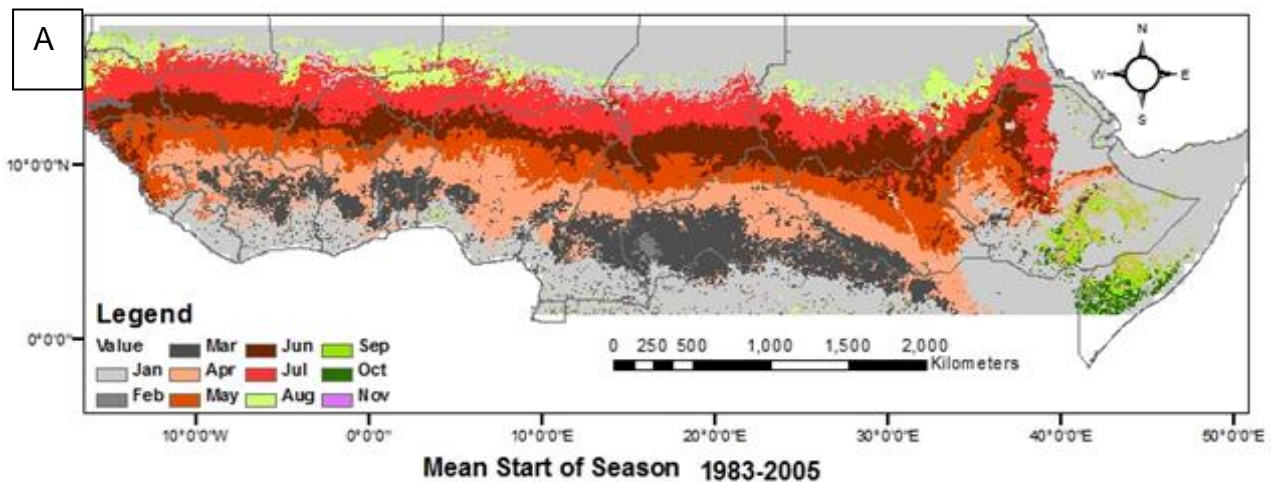 A
N
W E
S
10°0'0"N
0°0'0"
Legend
Value Mar Jun Sep
Jan Apr Jul Oct
Feb May Aug Nov
0 250 500 1,000 1,500 2,000
Kilometers
10°0'0"W 0°0'0" 10°0'0"E 20°0'0"E 30°0'0"E 40°0'0"E 50°0'0"E
Mean Start of Season 1983-2005